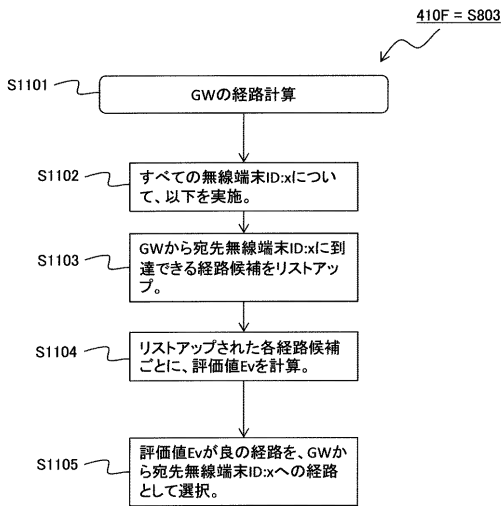 410F = S803
S1101
GWの経路計算
S1102
すべての無線端末ID:xについ
て、以下を実施。
S1103
GWから宛先無線端末ID:xに到
達できる経路候補をリストアッ
プ。
S1104
リストアップされた各経路候補
ごとに、評価値Evを計算。
S1105
評価値Evが良の経路を、GWか
ら宛先無線端末ID:xへの経路
として選択。